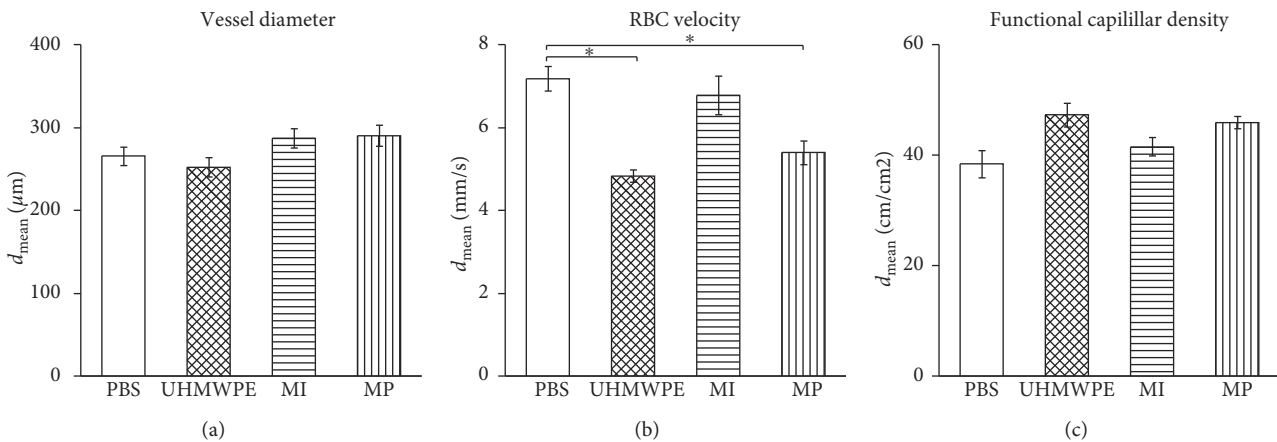 Vessel diameter
400
300
200
100
0
d_mean (μm)
PBS UHMWPE MI MP
(a)
RBC velocity
8
6
4
2
0
d_mean (mm/s)
*
*
PBS UHMWPE MI MP
(b)
Functional capilillar density
60
40
20
0
d_mean (cm/cm2)
PBS UHMWPE MI MP
(c)